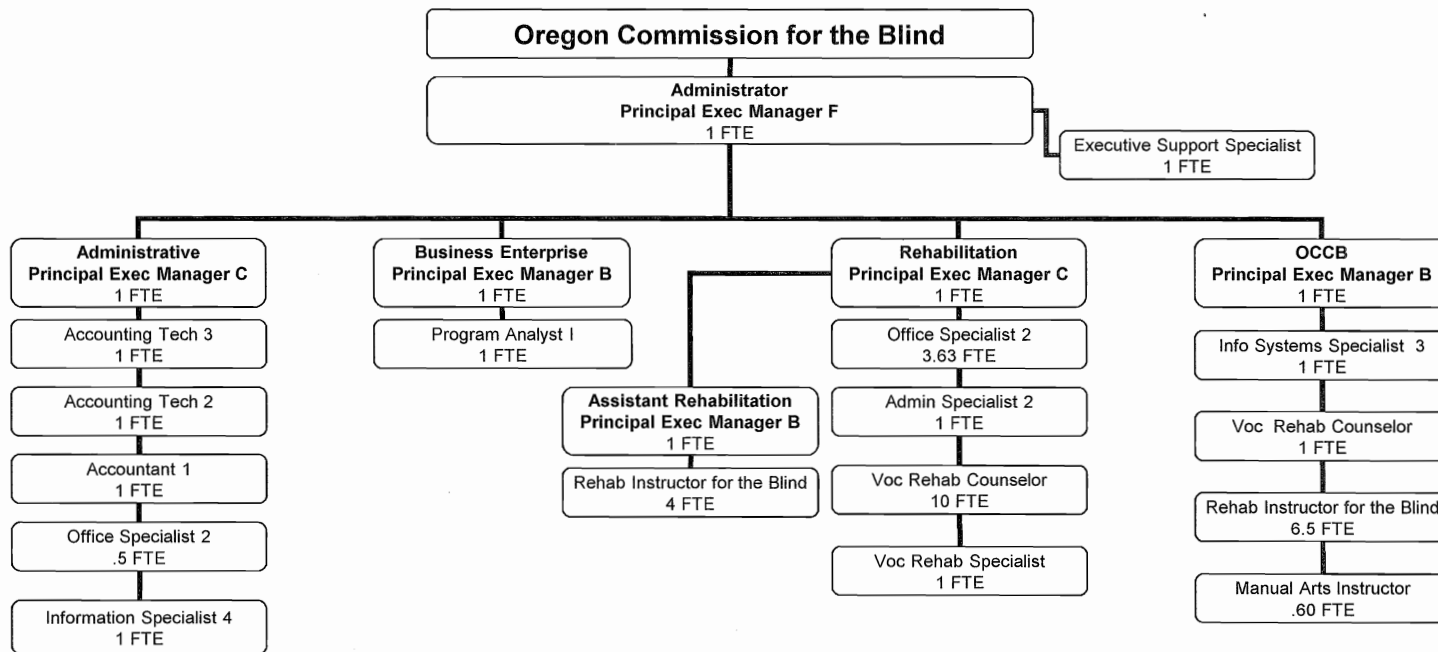 Oregon Commission for the Blind
Administrator
Principal Exec Manager F
1 FTE
Executive Support Specialist
1 FTE
Administrative
Principal Exec Manager C
1 FTE
Accounting Tech 3
1 FTE
Accounting Tech 2
1 FTE
Accountant 1
1 FTE
Office Specialist 2
.5 FTE
Information Specialist 4
1 FTE
Business Enterprise
Principal Exec Manager B
1 FTE
Program Analyst I
1 FTE
Rehabilitation
Principal Exec Manager C
1 FTE
Assistant Rehabilitation
Principal Exec Manager B
1 FTE
Rehab Instructor for the Blind
4 FTE
Office Specialist 2
3.63 FTE
Admin Specialist 2
1 FTE
Voc Rehab Counselor
10 FTE
Voc Rehab Specialist
1 FTE
OCCB
Principal Exec Manager B
1 FTE
Info Systems Specialist 3
1 FTE
Voc Rehab Counselor
1 FTE
Rehab Instructor for the Blind
6.5 FTE
Manual Arts Instructor
.60 FTE